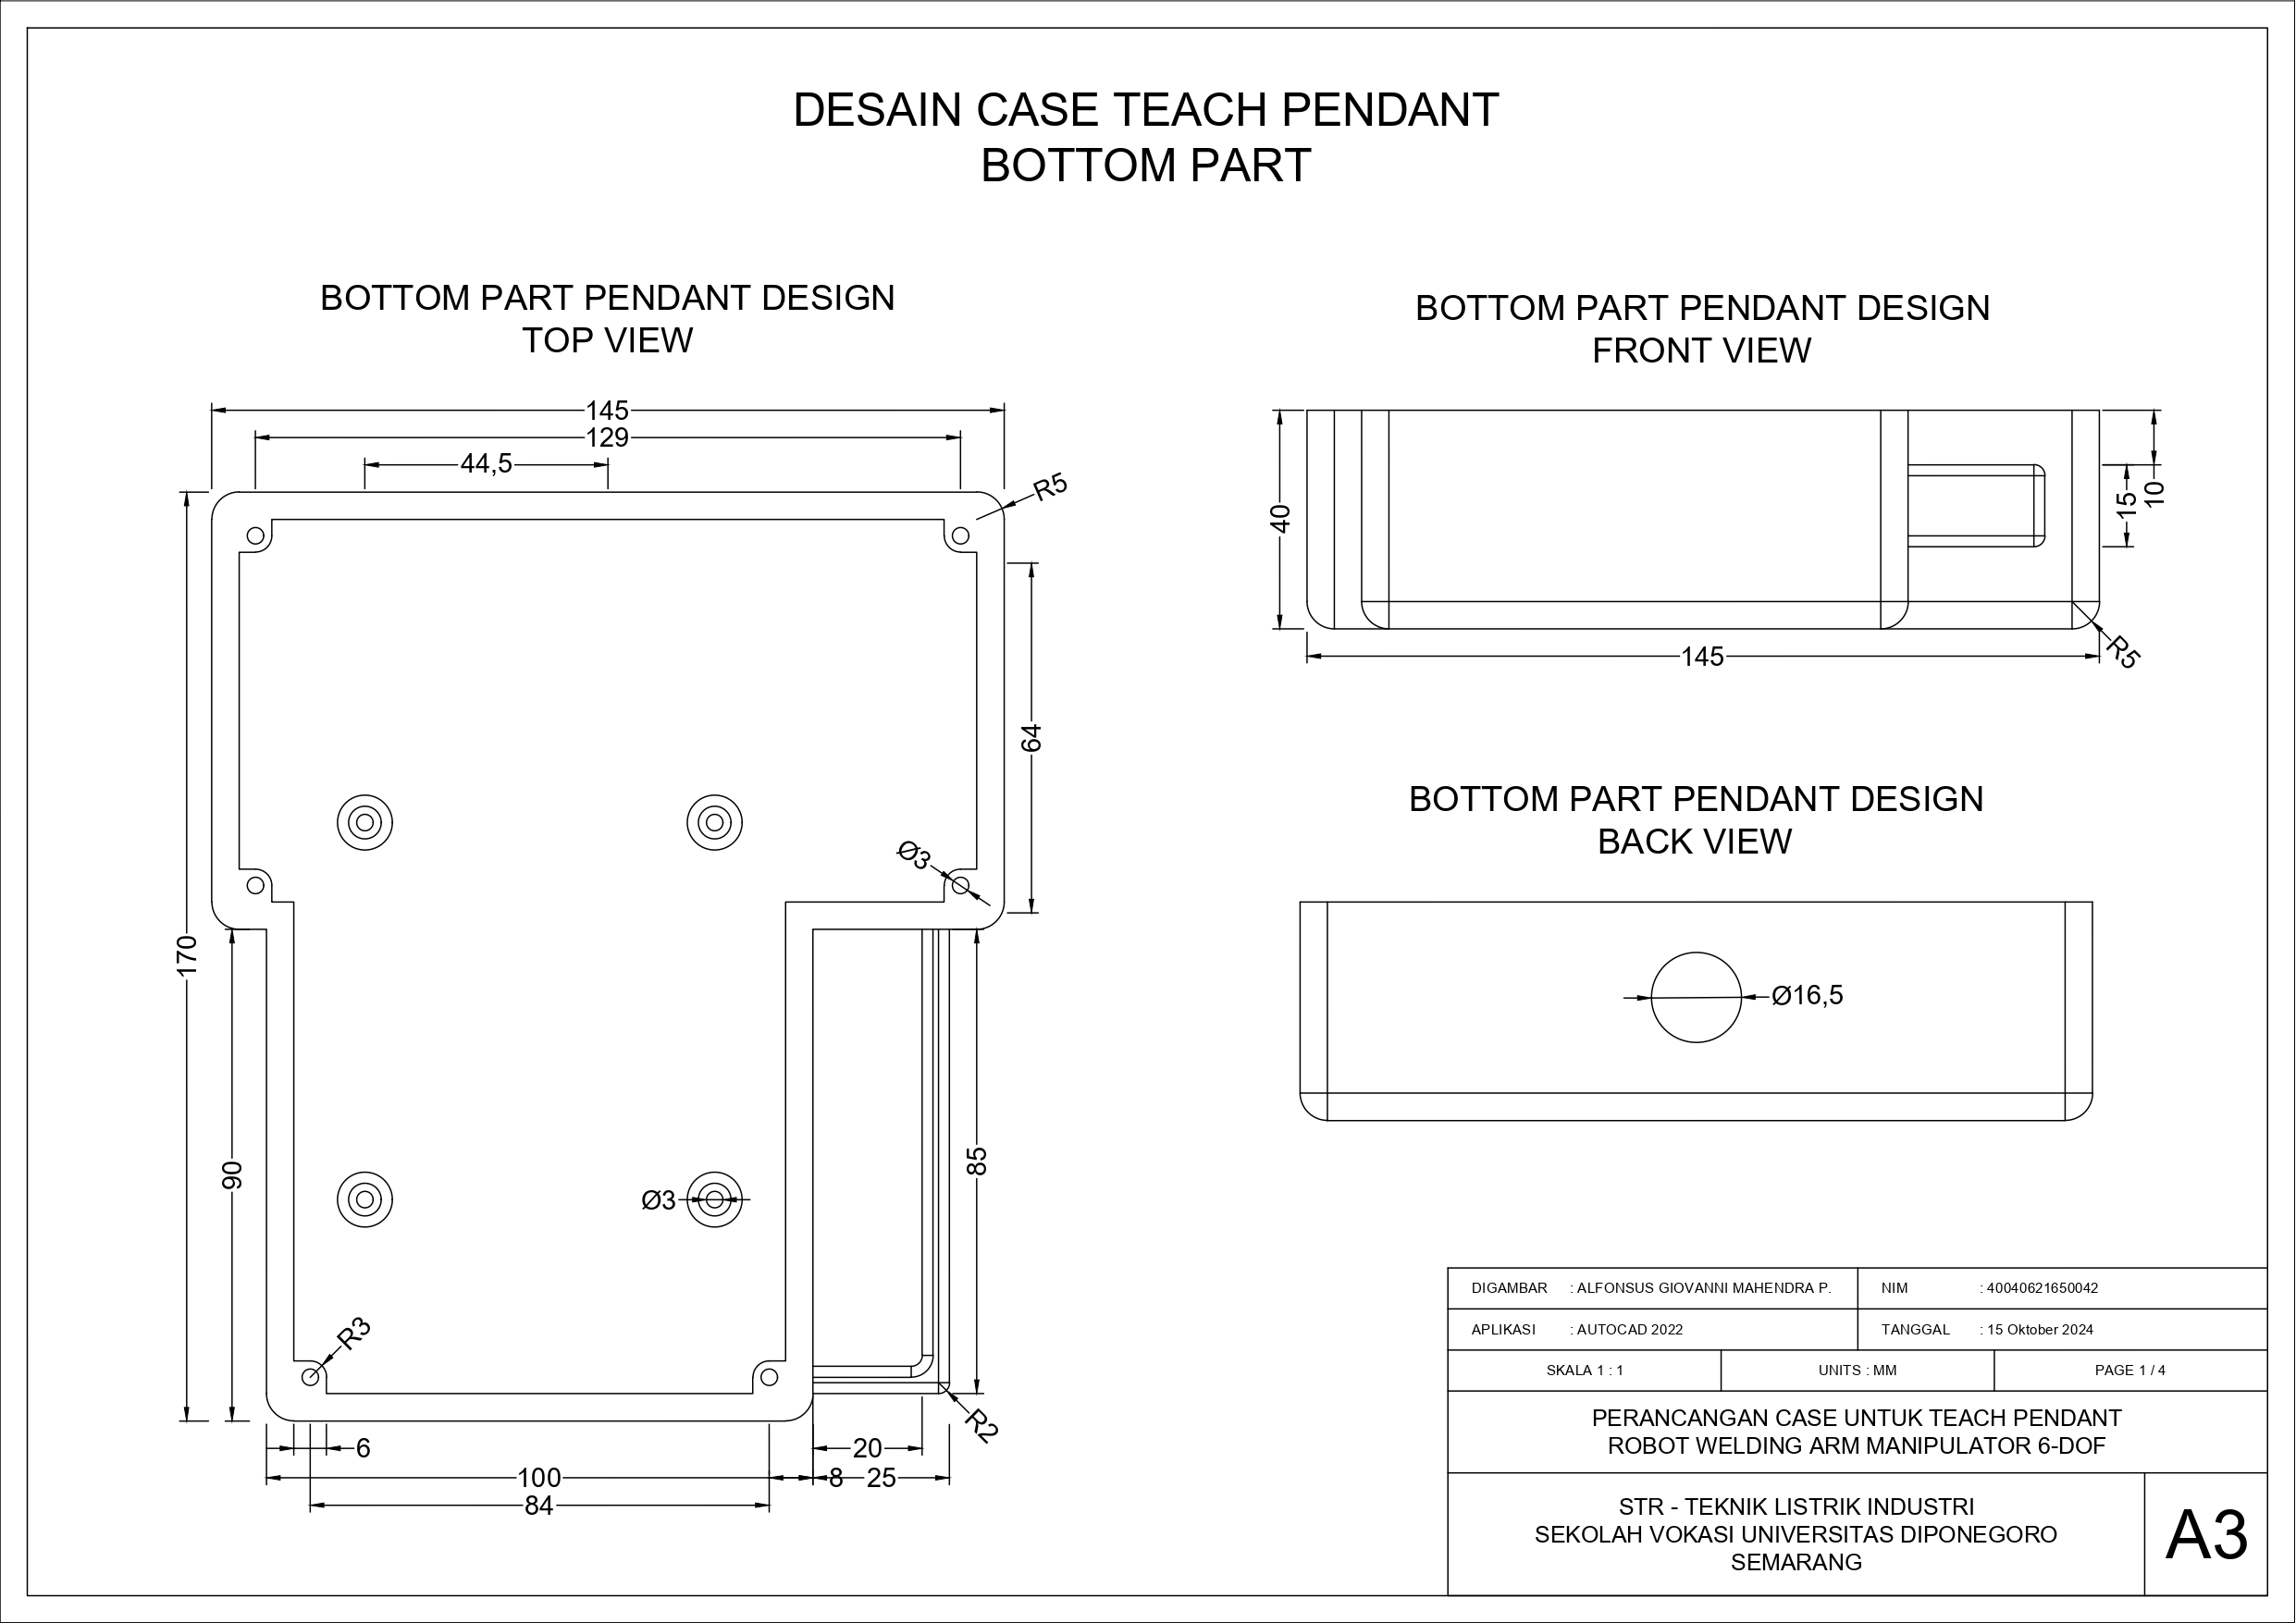 DESAIN CASE TEACH PENDANT
BOTTOM PART
BOTTOM PART PENDANT DESIGN
TOP VIEW
145
129
44,5
R5
64
170
90
Ø3
Ø3
85
R3
R2
6
20
100
8
25
84
BOTTOM PART PENDANT DESIGN
FRONT VIEW
40
15
10
145
R5
BOTTOM PART PENDANT DESIGN
BACK VIEW
Ø16,5
DIGAMBAR : ALFONSUS GIOVANNI MAHENDRA P. NIM : 40040621650042
APLIKASI : AUTOCAD 2022 TANGGAL : 15 Oktober 2024
SKALA 1 : 1 UNITS : MM PAGE 1 / 4
PERANCANGAN CASE UNTUK TEACH PENDANT
ROBOT WELDING ARM MANIPULATOR 6-DOF
STR - TEKNIK LISTRIK INDUSTRI
SEKOLAH VOKASI UNIVERSITAS DIPONEGORO
SEMARANG
A3